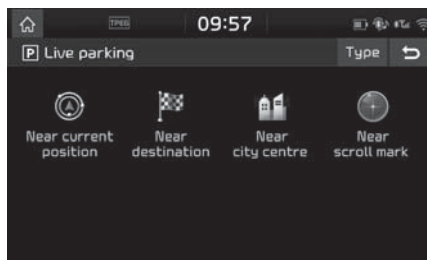 TPEG 09:57
P Live parking Type
Near current position
Near destination
Near city centre
Near scroll mark